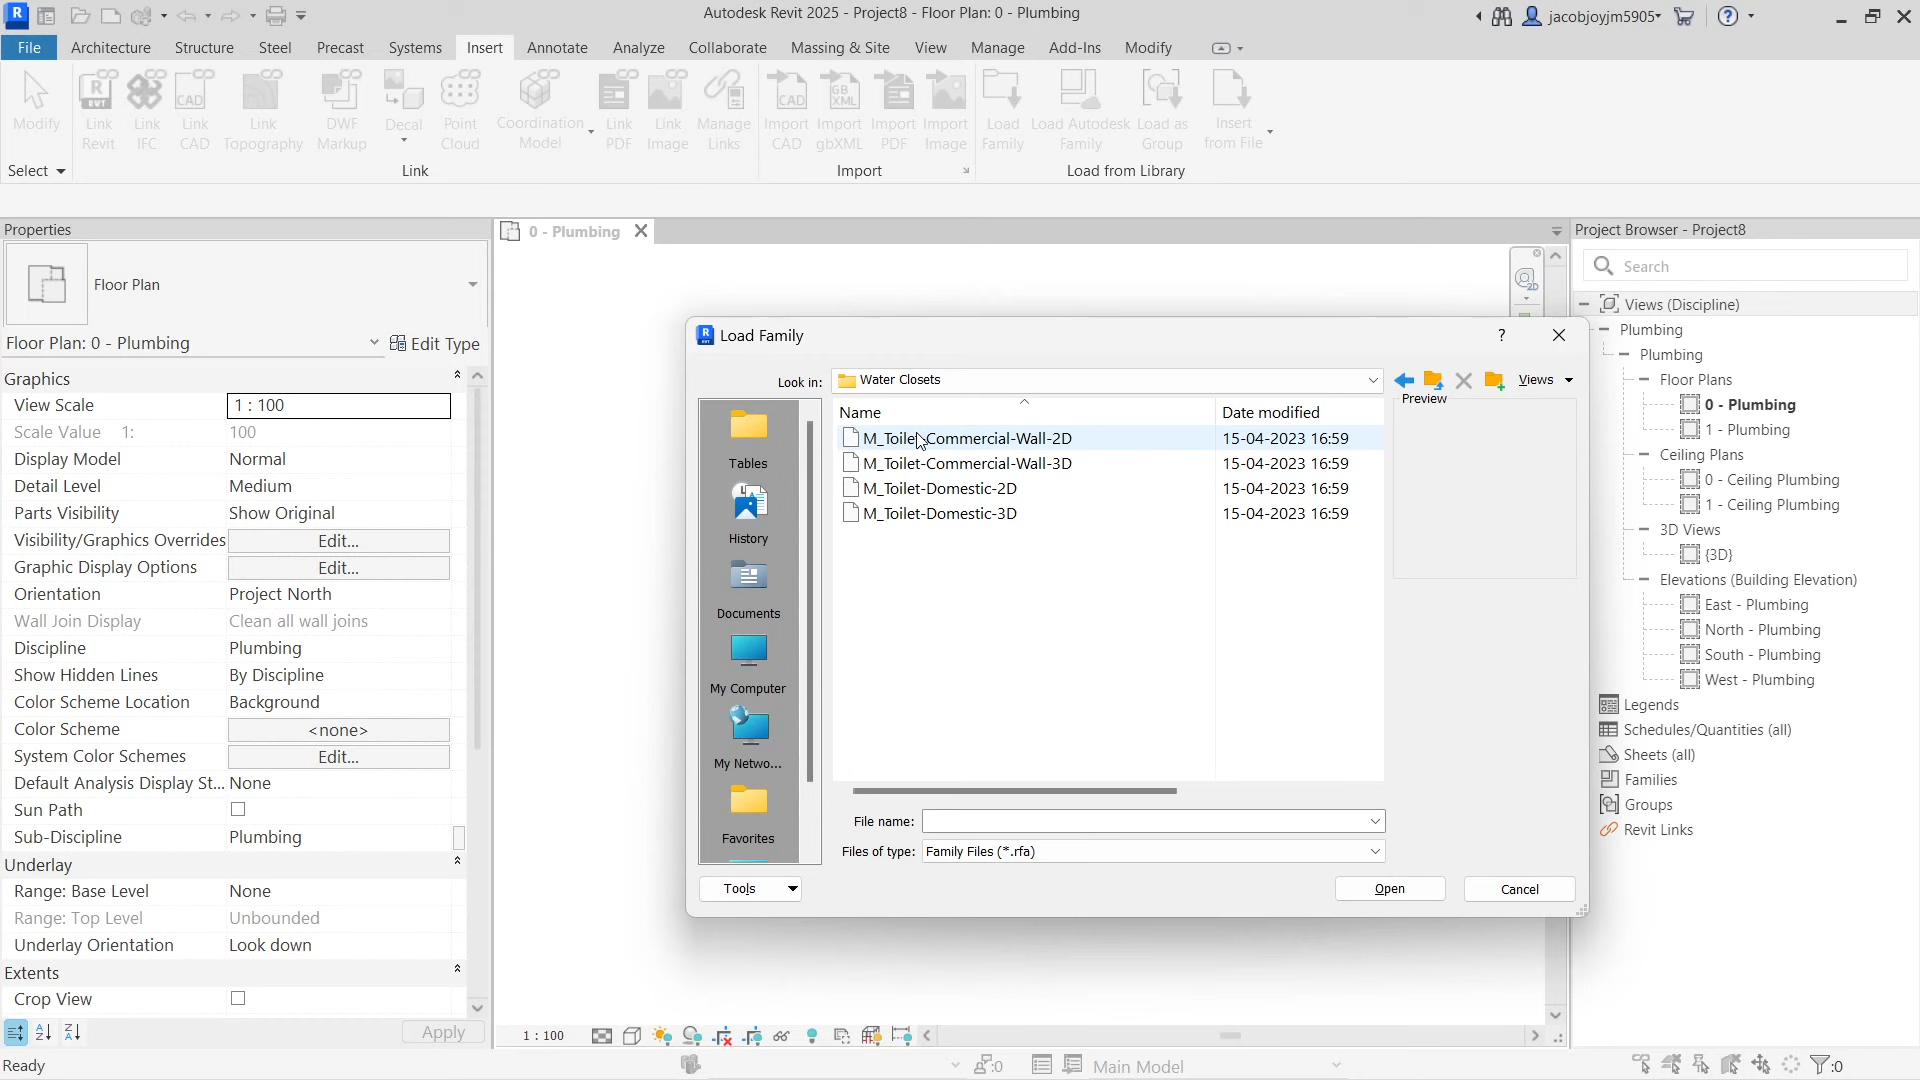 Autodesk Revit 2025 - Project8 - Floor Plan: 0 - Plumbing
jacobjoyjm5905
File Architecture Structure Steel Precast Systems Insert Annotate Analyze Collaborate Massing & Site View Manage Add-Ins Modify
Modify
Link Revit
Link IFC
Link CAD
Link Topography
DWF Markup
Decal
Point Cloud
Coordination Model
Link PDF
Link Image
Manage Links
Import CAD
Import gbXML
Import PDF
Import Image
Load Family
Load Autodesk Family
Load as Group
Insert from File
Select
Link
Import
Load from Library
Properties
Floor Plan
Floor Plan: 0 - Plumbing
Edit Type
Graphics
View Scale 1 : 100
Scale Value 1: 100
Display Model Normal
Detail Level Medium
Parts Visibility Show Original
Visibility/Graphics Overrides Edit...
Graphic Display Options Edit...
Orientation Project North
Wall Join Display Clean all wall joins
Discipline Plumbing
Show Hidden Lines By Discipline
Color Scheme Location Background
Color Scheme <none>
System Color Schemes Edit...
Default Analysis Display St... None
Sun Path
Sub-Discipline Plumbing
Underlay
Range: Base Level None
Range: Top Level Unbounded
Underlay Orientation Look down
Extents
Crop View
Apply
0 - Plumbing
Load Family
Look in: Water Closets
Views
Preview
Name Date modified
M_Toilet-Commercial-Wall-2D 15-04-2023 16:59
M_Toilet-Commercial-Wall-3D 15-04-2023 16:59
M_Toilet-Domestic-2D 15-04-2023 16:59
M_Toilet-Domestic-3D 15-04-2023 16:59
Tables
History
Documents
My Computer
My Netwo...
Favorites
File name:
Files of type: Family Files (*.rfa)
Tools
Open
Cancel
Project Browser - Project8
Search
Views (Discipline)
Plumbing
Plumbing
Floor Plans
0 - Plumbing
1 - Plumbing
Ceiling Plans
0 - Ceiling Plumbing
1 - Ceiling Plumbing
3D Views
{3D}
Elevations (Building Elevation)
East - Plumbing
North - Plumbing
South - Plumbing
West - Plumbing
Legends
Schedules/Quantities (all)
Sheets (all)
Families
Groups
Revit Links
1 : 100
Ready
:0
Main Model
:0